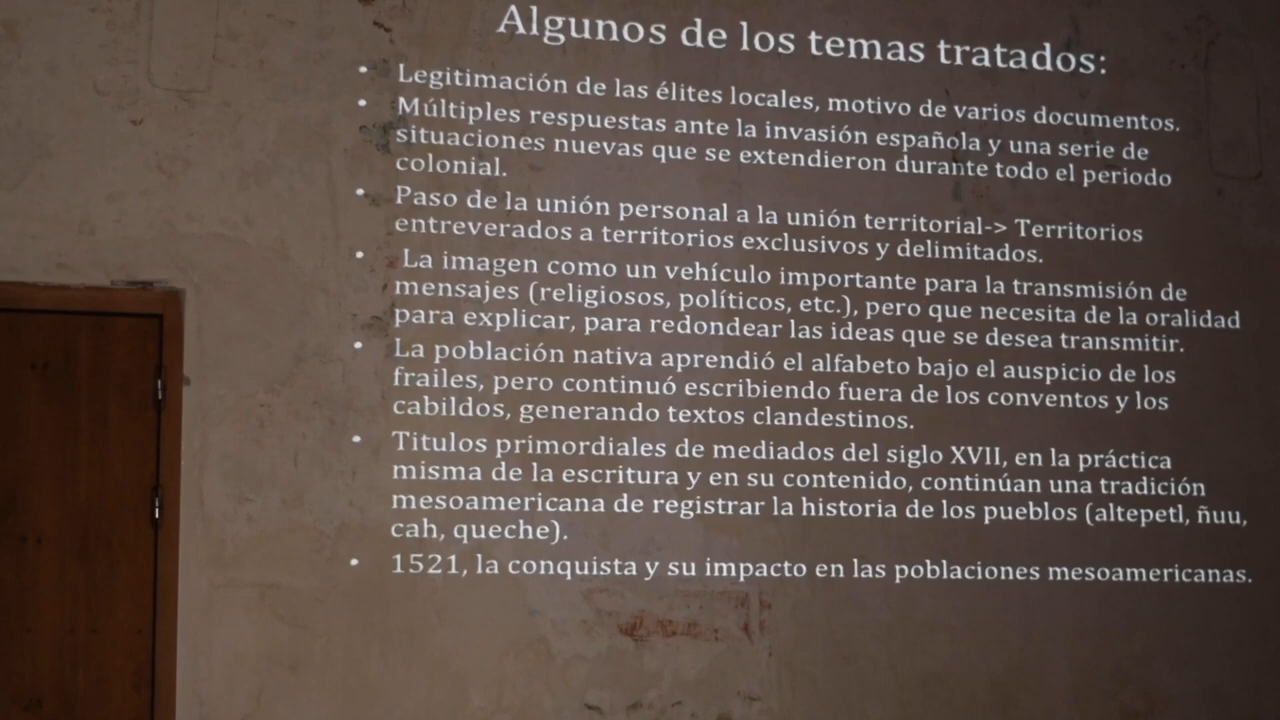 Algunos de los temas tratados:
• Legitimación de las élites locales, motivo de varios documentos.
• Múltiples respuestas ante la invasión española y una serie de
situaciones nuevas que se extendieron durante todo el periodo
colonial.
• Paso de la unión personal a la unión territorial-> Territorios
entreverados a territorios exclusivos y delimitados.
• La imagen como un vehículo importante para la transmisión de
mensajes (religiosos, políticos, etc.), pero que necesita de la oralidad
para explicar, para redondear las ideas que se desea transmitir.
• La población nativa aprendió el alfabeto bajo el auspicio de los
frailes, pero continuó escribiendo fuera de los conventos y los
cabildos, generando textos clandestinos.
• Titulos primordiales de mediados del siglo XVII, en la práctica
misma de la escritura y en su contenido, continúan una tradición
mesoamericana de registrar la historia de los pueblos (altepetl, ñuu,
cah, queche).
• 1521, la conquista y su impacto en las poblaciones mesoamericanas.